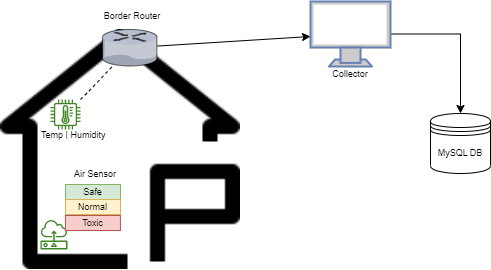 Border Router
Collector
Temp | Humidity
MySQL DB
Air Sensor
Safe
Normal
Toxic